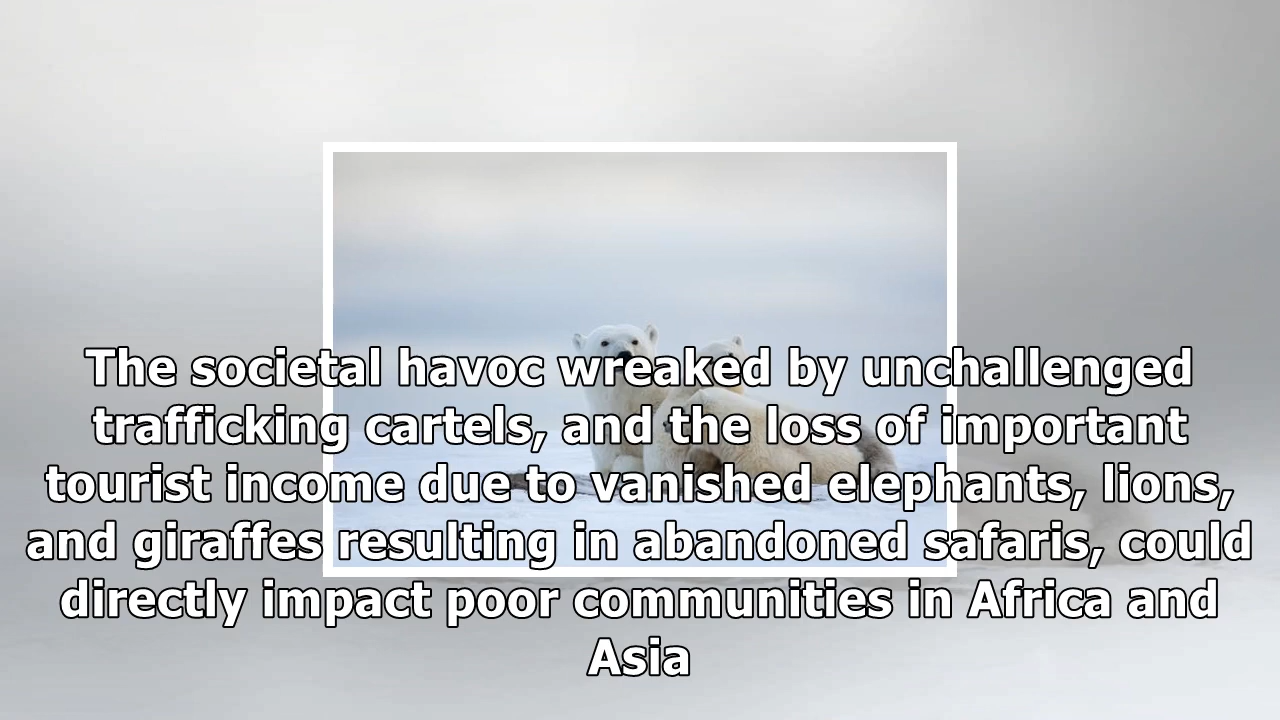 The societal havoc wreaked by unchallenged
trafficking cartels, and the loss of important
tourist income due to vanished elephants, lions,
and giraffes resulting in abandoned safaris, could
directly impact poor communities in Africa and
Asia